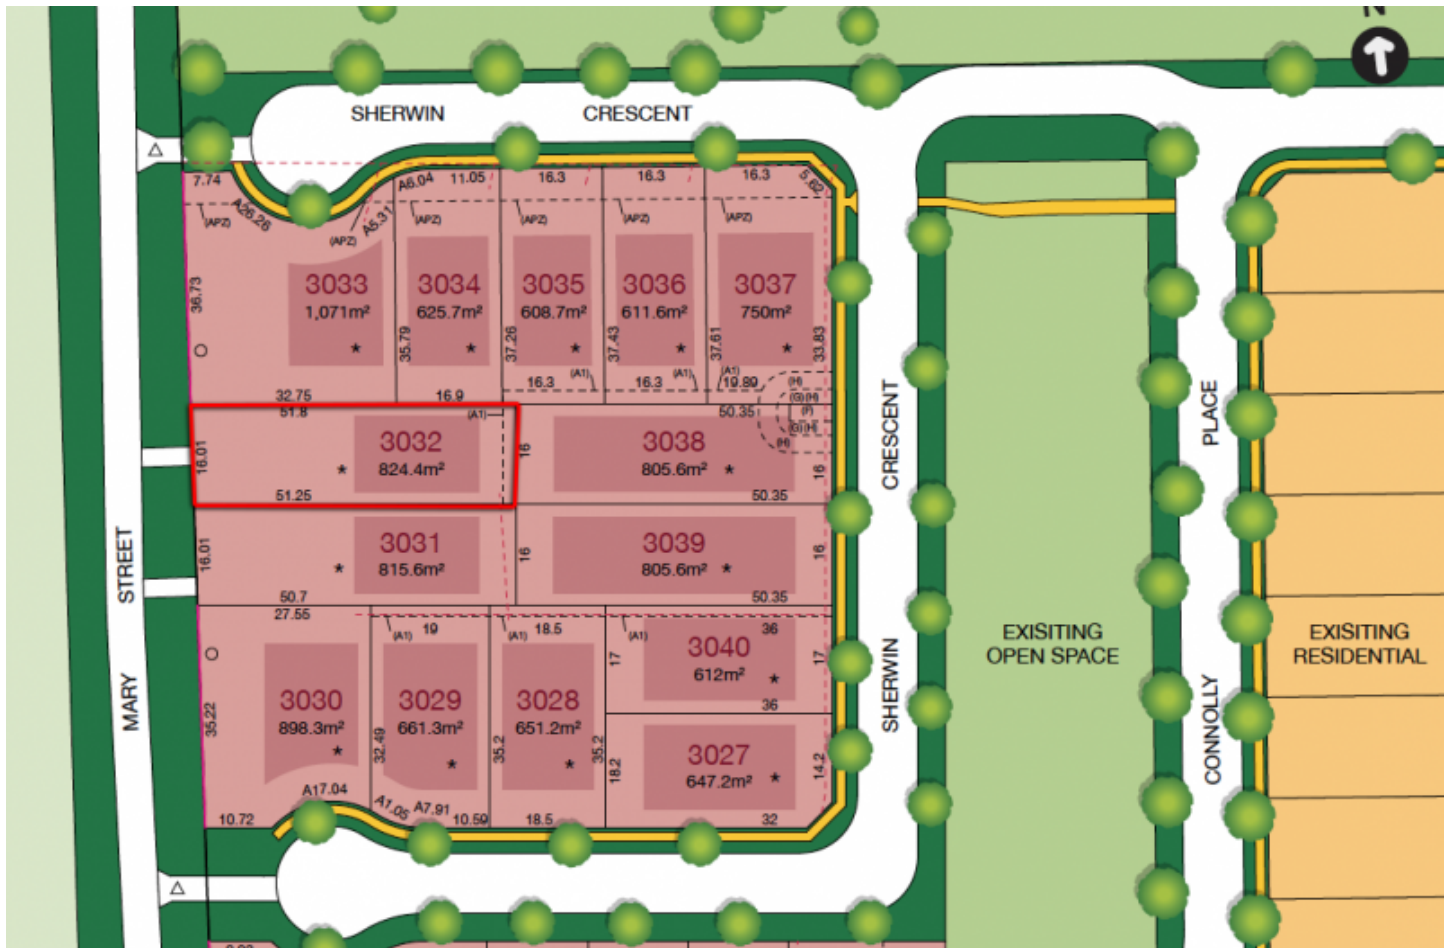 N
SHERWIN CRESCENT
7.74
A26.28
A5.31
A6.04
11.05
16.3
16.3
16.3
5.62
(APZ)
(APZ)
(APZ)
(APZ)
(APZ)
(APZ)
3033
1,071m²
*
3034
625.7m²
*
3035
608.7m²
*
3036
611.6m²
*
3037
750m²
*
36.73
35.79
37.26
37.43
37.61
33.83
32.75
16.9
16.3
(A1)
16.3
(A1)
(A1)
19.89
(H)
(G)(H)
(F)
(G)(H)
(H)
51.8
(A1)
50.35
16.01
3032
824.4m²
*
16
3038
805.6m²
*
16
51.25
50.35
16.01
3031
815.6m²
*
16
3039
805.6m²
*
16
50.7
50.35
27.55
(A1)
19
(A1)
18.5
(A1)
36
17
3040
612m²
*
17
36
35.22
3030
898.3m²
*
32.49
3029
661.3m²
*
35.2
3028
651.2m²
*
35.2
18.2
3027
647.2m²
*
14.2
A17.04
10.72
A1.05
A7.91
10.59
18.5
32
MARY STREET
SHERWIN CRESCENT
EXISITING
OPEN SPACE
CONNOLLY PLACE
EXISITING
RESIDENTIAL